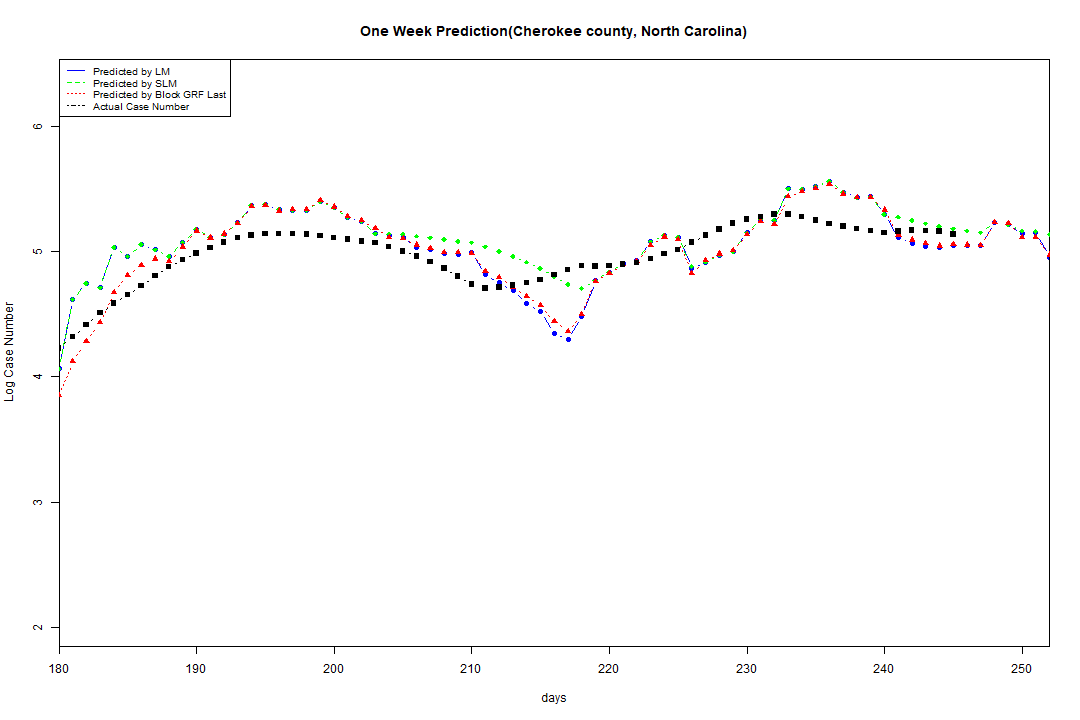 One Week Prediction(Cherokee county, North Carolina)
Predicted by LM
Predicted by SLM
Predicted by Block GRF Last
Actual Case Number
6
5
4
3
2
Log Case Number
180 190 200 210 220 230 240 250
days